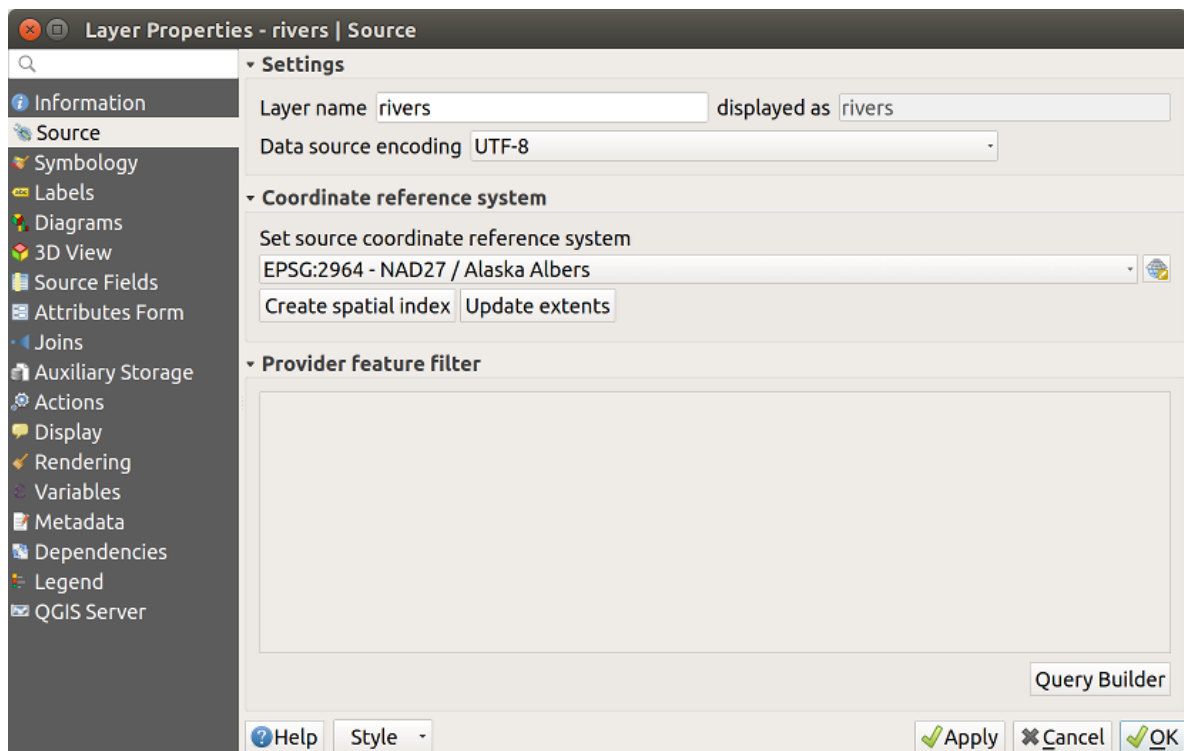 Layer Properties - rivers | Source
Information
Source
Symbology
Labels
Diagrams
3D View
Source Fields
Attributes Form
Joins
Auxiliary Storage
Actions
Display
Rendering
Variables
Metadata
Dependencies
Legend
QGIS Server
Settings
Layer name rivers displayed as rivers
Data source encoding UTF-8
Coordinate reference system
Set source coordinate reference system
EPSG:2964 - NAD27 / Alaska Albers
Create spatial index Update extents
Provider feature filter
Query Builder
Help Style Apply Cancel OK